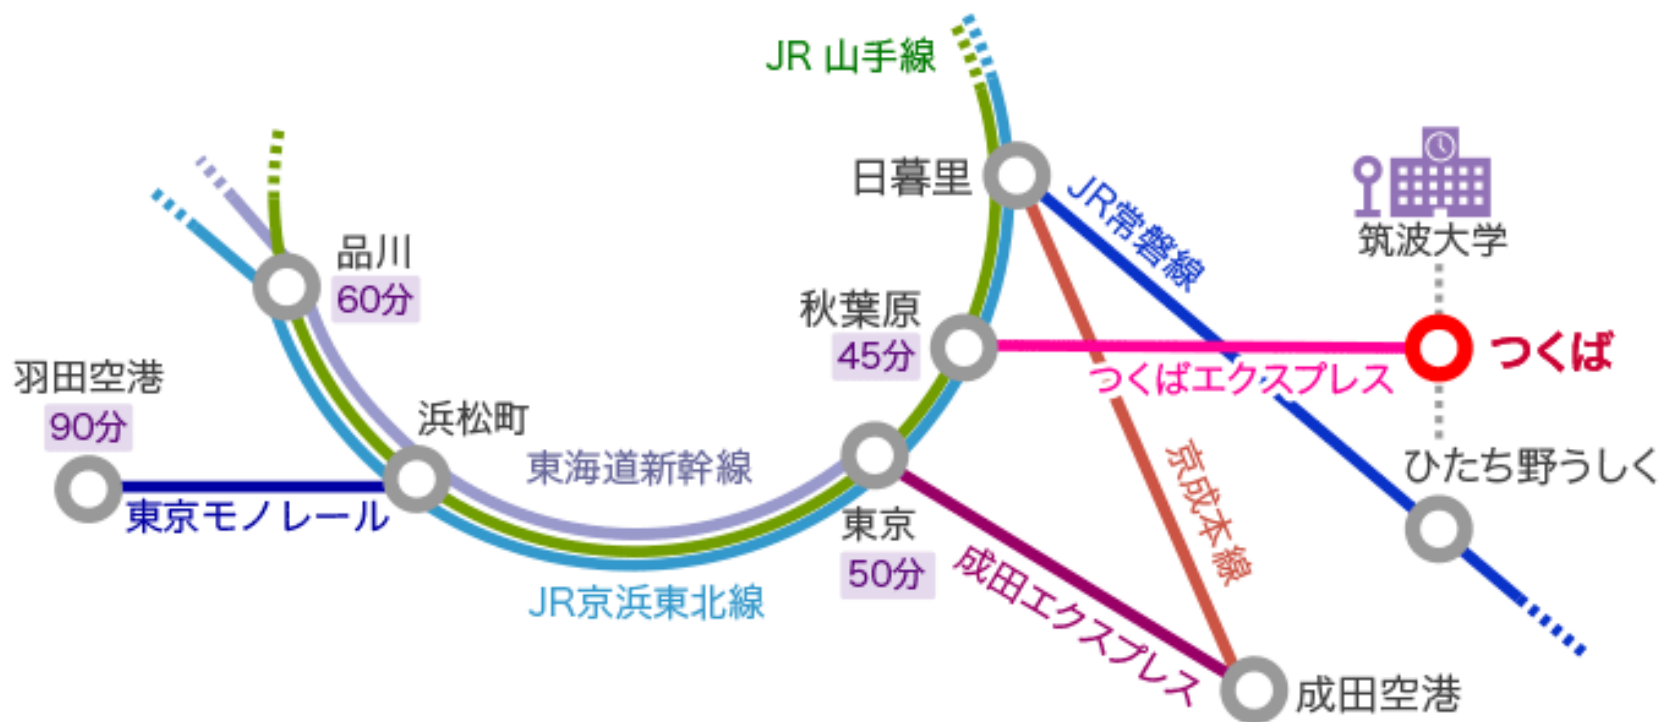 JR 山手線
日暮里
JR常磐線
筑波大学
品川
60分
秋葉原
45分
つくば
つくばエクスプレス
羽田空港
90分
浜松町
東海道新幹線
京成本線
ひたち野うしく
東京モノレール
東京
50分
成田エクスプレス
JR京浜東北線
成田空港